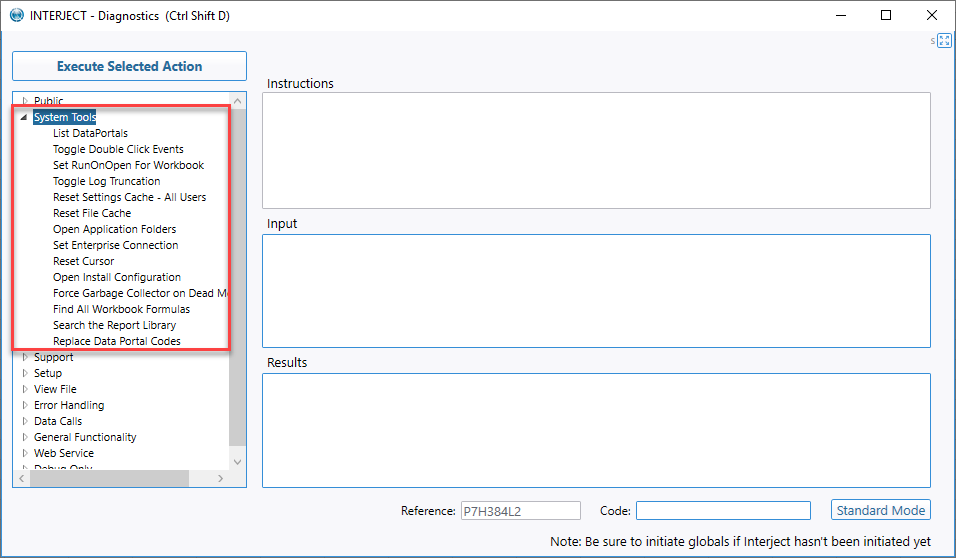 INTERJECT - Diagnostics (Ctrl Shift D)
s
Execute Selected Action
Public
System Tools
List DataPortals
Toggle Double Click Events
Set RunOnOpen For Workbook
Toggle Log Truncation
Reset Settings Cache - All Users
Reset File Cache
Open Application Folders
Set Enterprise Connection
Reset Cursor
Open Install Configuration
Force Garbage Collector on Dead M
Find All Workbook Formulas
Search the Report Library
Replace Data Portal Codes
Support
Setup
View File
Error Handling
Data Calls
General Functionality
Web Service
Debug Only
Instructions
Input
Results
Reference: P7H384L2 Code: Standard Mode
Note: Be sure to initiate globals if Interject hasn't been initiated yet